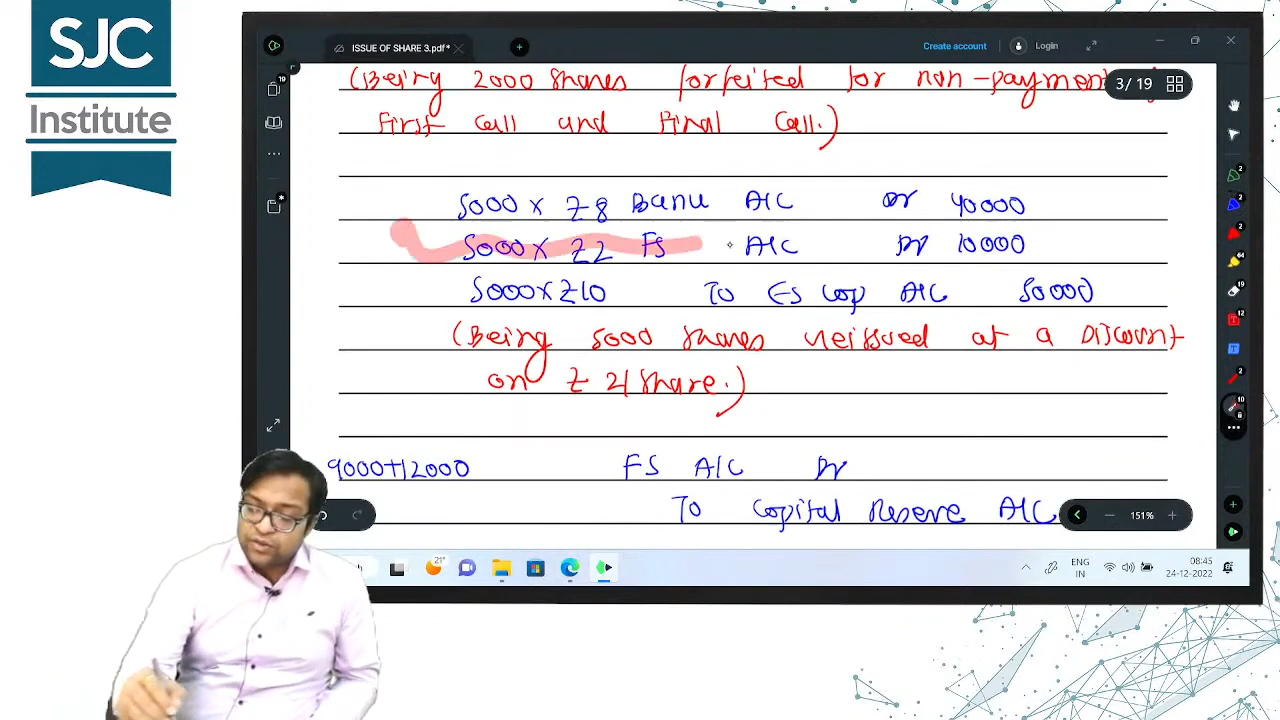 SJC
Institute
ISSUE OF SHARE 3.pdf*
Create account
Login
3/19
(Being 2000 shares forfeited for non-payment
first call and final call.)
5000 x ₹8 Bank A/C Dr 40000
5000 x ₹2 FS A/C Dr 10000
5000 x ₹10 To ES Cap A/C 50000
(Being 5000 shares reissued at a Discount
on ₹ 2/share.)
9000+12000 FS A/C Dr
To Capital Reserve A/C
151%
21°
ENG
IN
08:45
24-12-2022